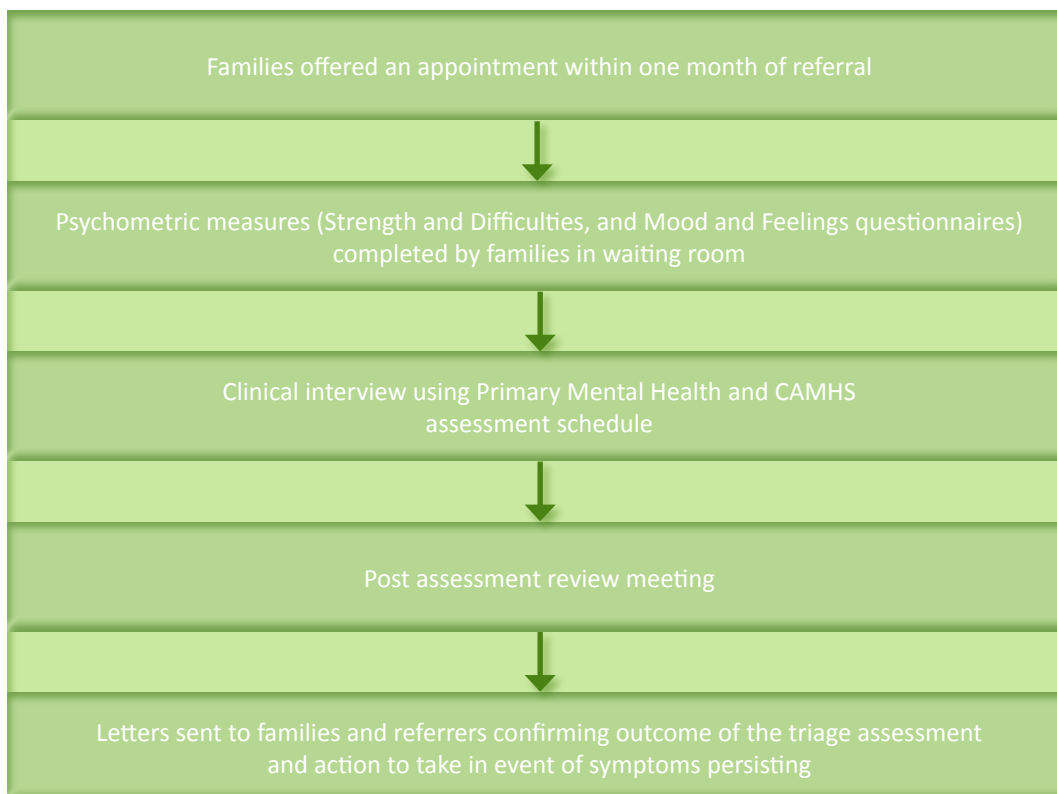 Families offered an appointment within one month of referral
Psychometric measures (Strength and Difficulties, and Mood and Feelings questionnaires)
completed by families in waiting room
Clinical interview using Primary Mental Health and CAMHS
assessment schedule
Post assessment review meeting
Letters sent to families and referrers confirming outcome of the triage assessment
and action to take in event of symptoms persisting